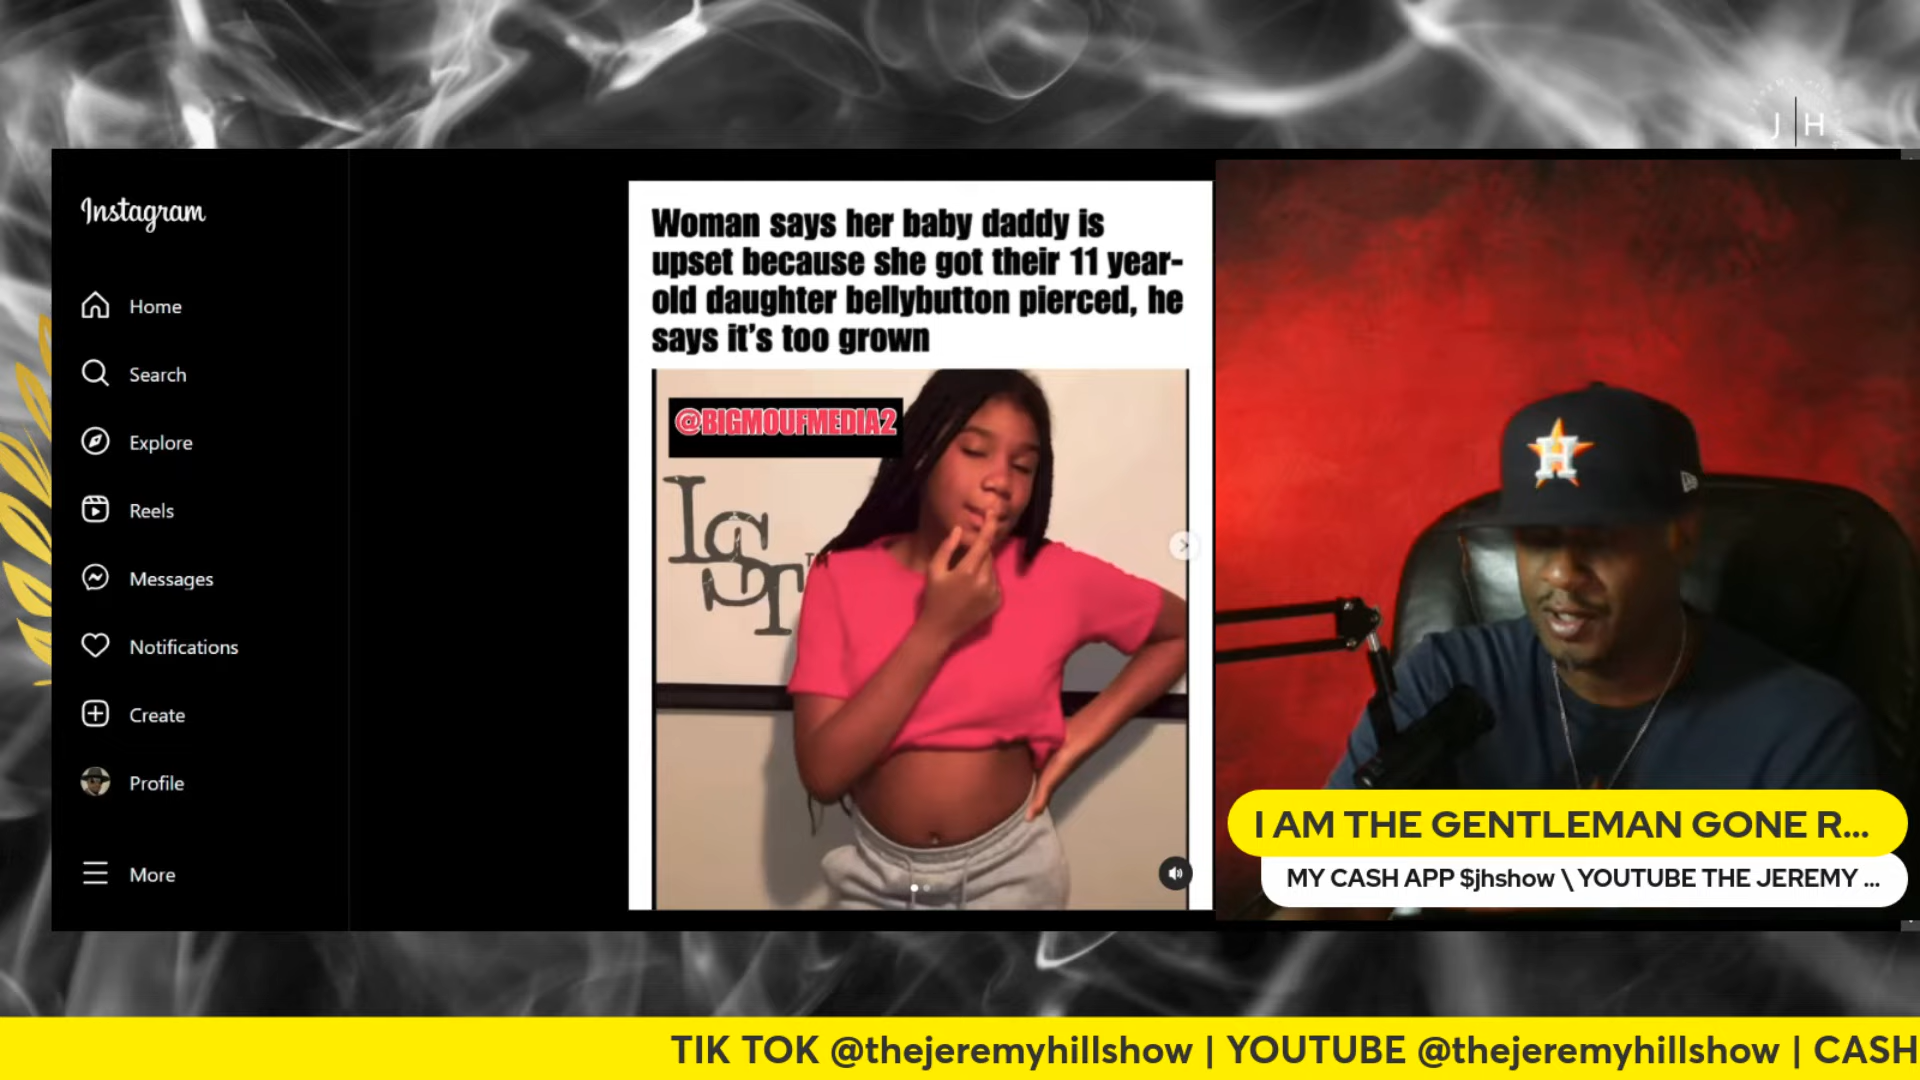 J|H
Instagram
Home
Search
Explore
Reels
Messages
Notifications
Create
Profile
More
Woman says her baby daddy is
upset because she got their 11 year-
old daughter bellybutton pierced, he
says it's too grown
@BIGMOUFMEDIA2
TM
H
I AM THE GENTLEMAN GONE R...
MY CASH APP $jhshow \ YOUTUBE THE JEREMY ...
TIK TOK @thejeremyhillshow | YOUTUBE @thejeremyhillshow | CASH